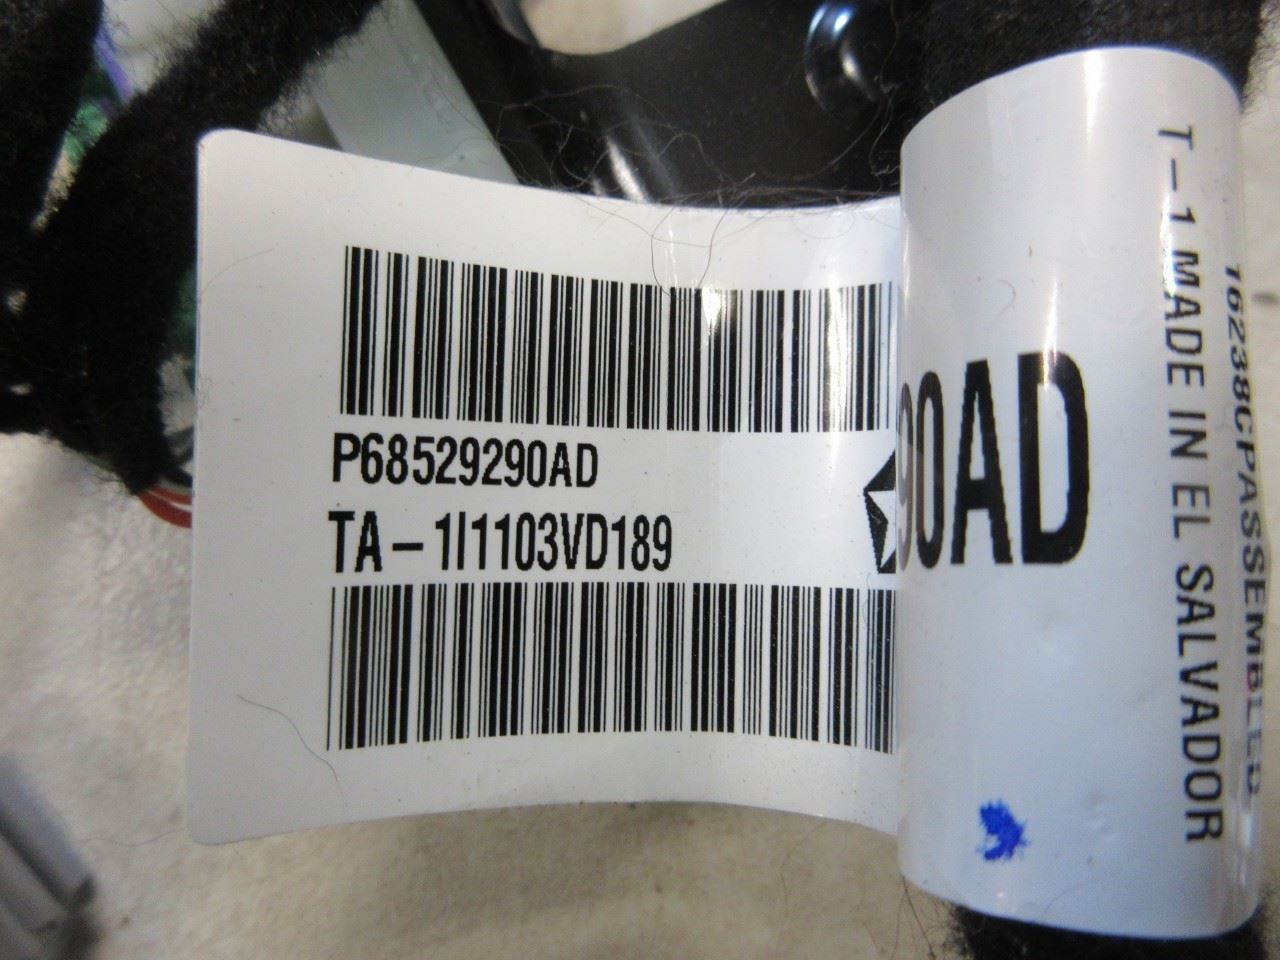 P68529290AD
TA-1I1103VD189
90AD
T-1 MADE IN EL SALVADOR
16238CPASSEMBLED